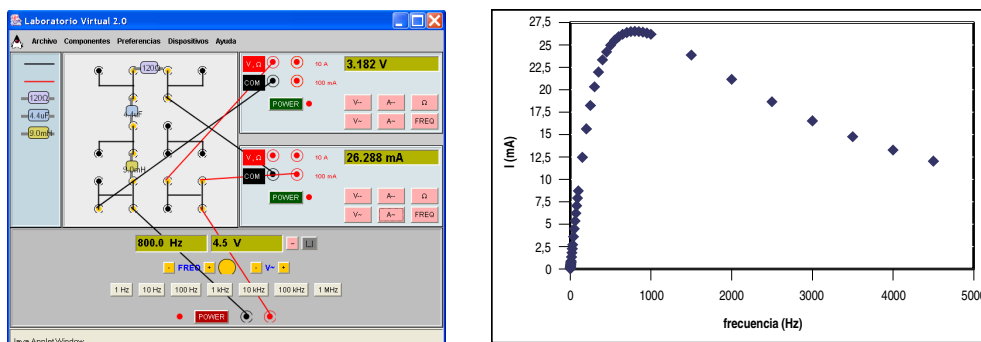 Laboratorio Virtual 2.0
Archivo Componentes Preferencias Dispositivos Ayuda
120Ω
4.4uF
9.0mH
120Ω
9.0mH
V,Ω
10 A
3.182 V
COM
100 mA
POWER
V--
A--
Ω
V~
A~
FREQ
V,Ω
10 A
26.288 mA
COM
100 mA
POWER
V--
A--
Ω
V~
A~
FREQ
800.0 Hz
4.5 V
- FREQ +
- V~ +
1 Hz 10 Hz 100 Hz 1 kHz 10 kHz 100 kHz 1 MHz
POWER
Java Applet Window
I (mA)
27,5
25
22,5
20
17,5
15
12,5
10
7,5
5
2,5
0
0 1000 2000 3000 4000 5000
frecuencia (Hz)